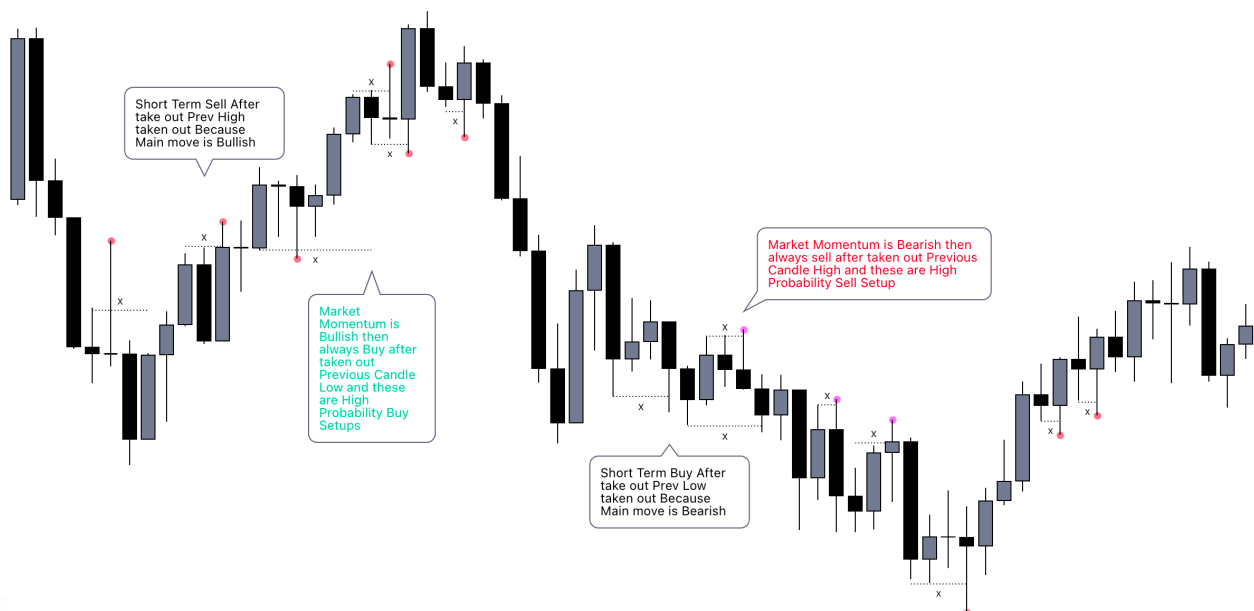 Short Term Sell After
take out Prev High
taken out Because
Main move is Bullish
x
x
x
x
x
x
Market
Momentum is
Bullish then
always Buy after
taken out
Previous Candle
Low and these
are High
Probability Buy
Setups
Market Momentum is Bearish then
always sell after taken out Previous
Candle High and these are High
Probability Sell Setup
x
x
x
x
x
x
x
x
Short Term Buy After
take out Prev Low
taken out Because
Main move is Bearish